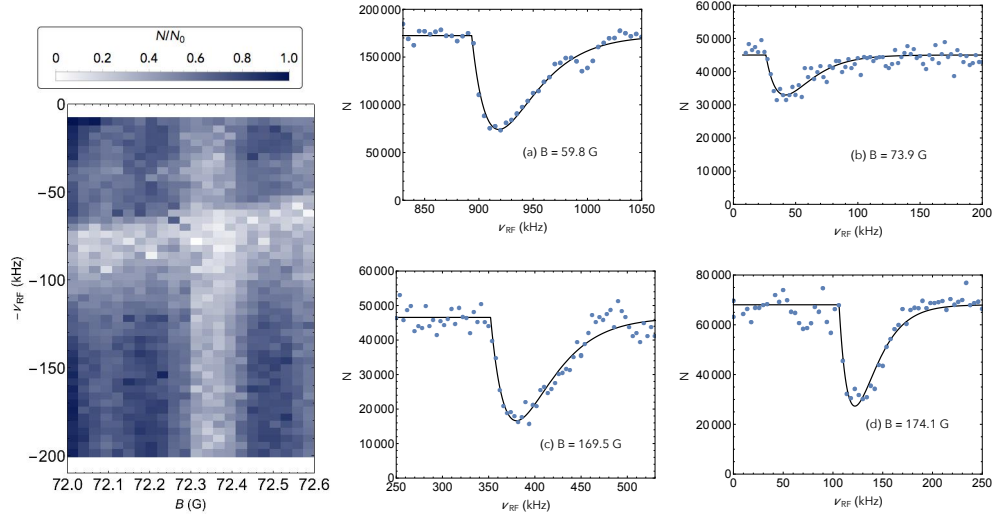 N/N0
0 0.2 0.4 0.6 0.8 1.0
0
−50
−100
−150
−200
−νRF (kHz)
72.0 72.1 72.2 72.3 72.4 72.5 72.6
B (G)
200 000
150 000
100 000
50 000
0
N
(a) B = 59.8 G
850 900 950 1000 1050
νRF (kHz)
60 000
50 000
40 000
30 000
20 000
10 000
0
N
(b) B = 73.9 G
0 50 100 150 200
νRF (kHz)
60 000
50 000
40 000
30 000
20 000
10 000
0
N
(c) B = 169.5 G
250 300 350 400 450 500
νRF (kHz)
80 000
60 000
40 000
20 000
0
N
(d) B = 174.1 G
0 50 100 150 200 250
νRF (kHz)